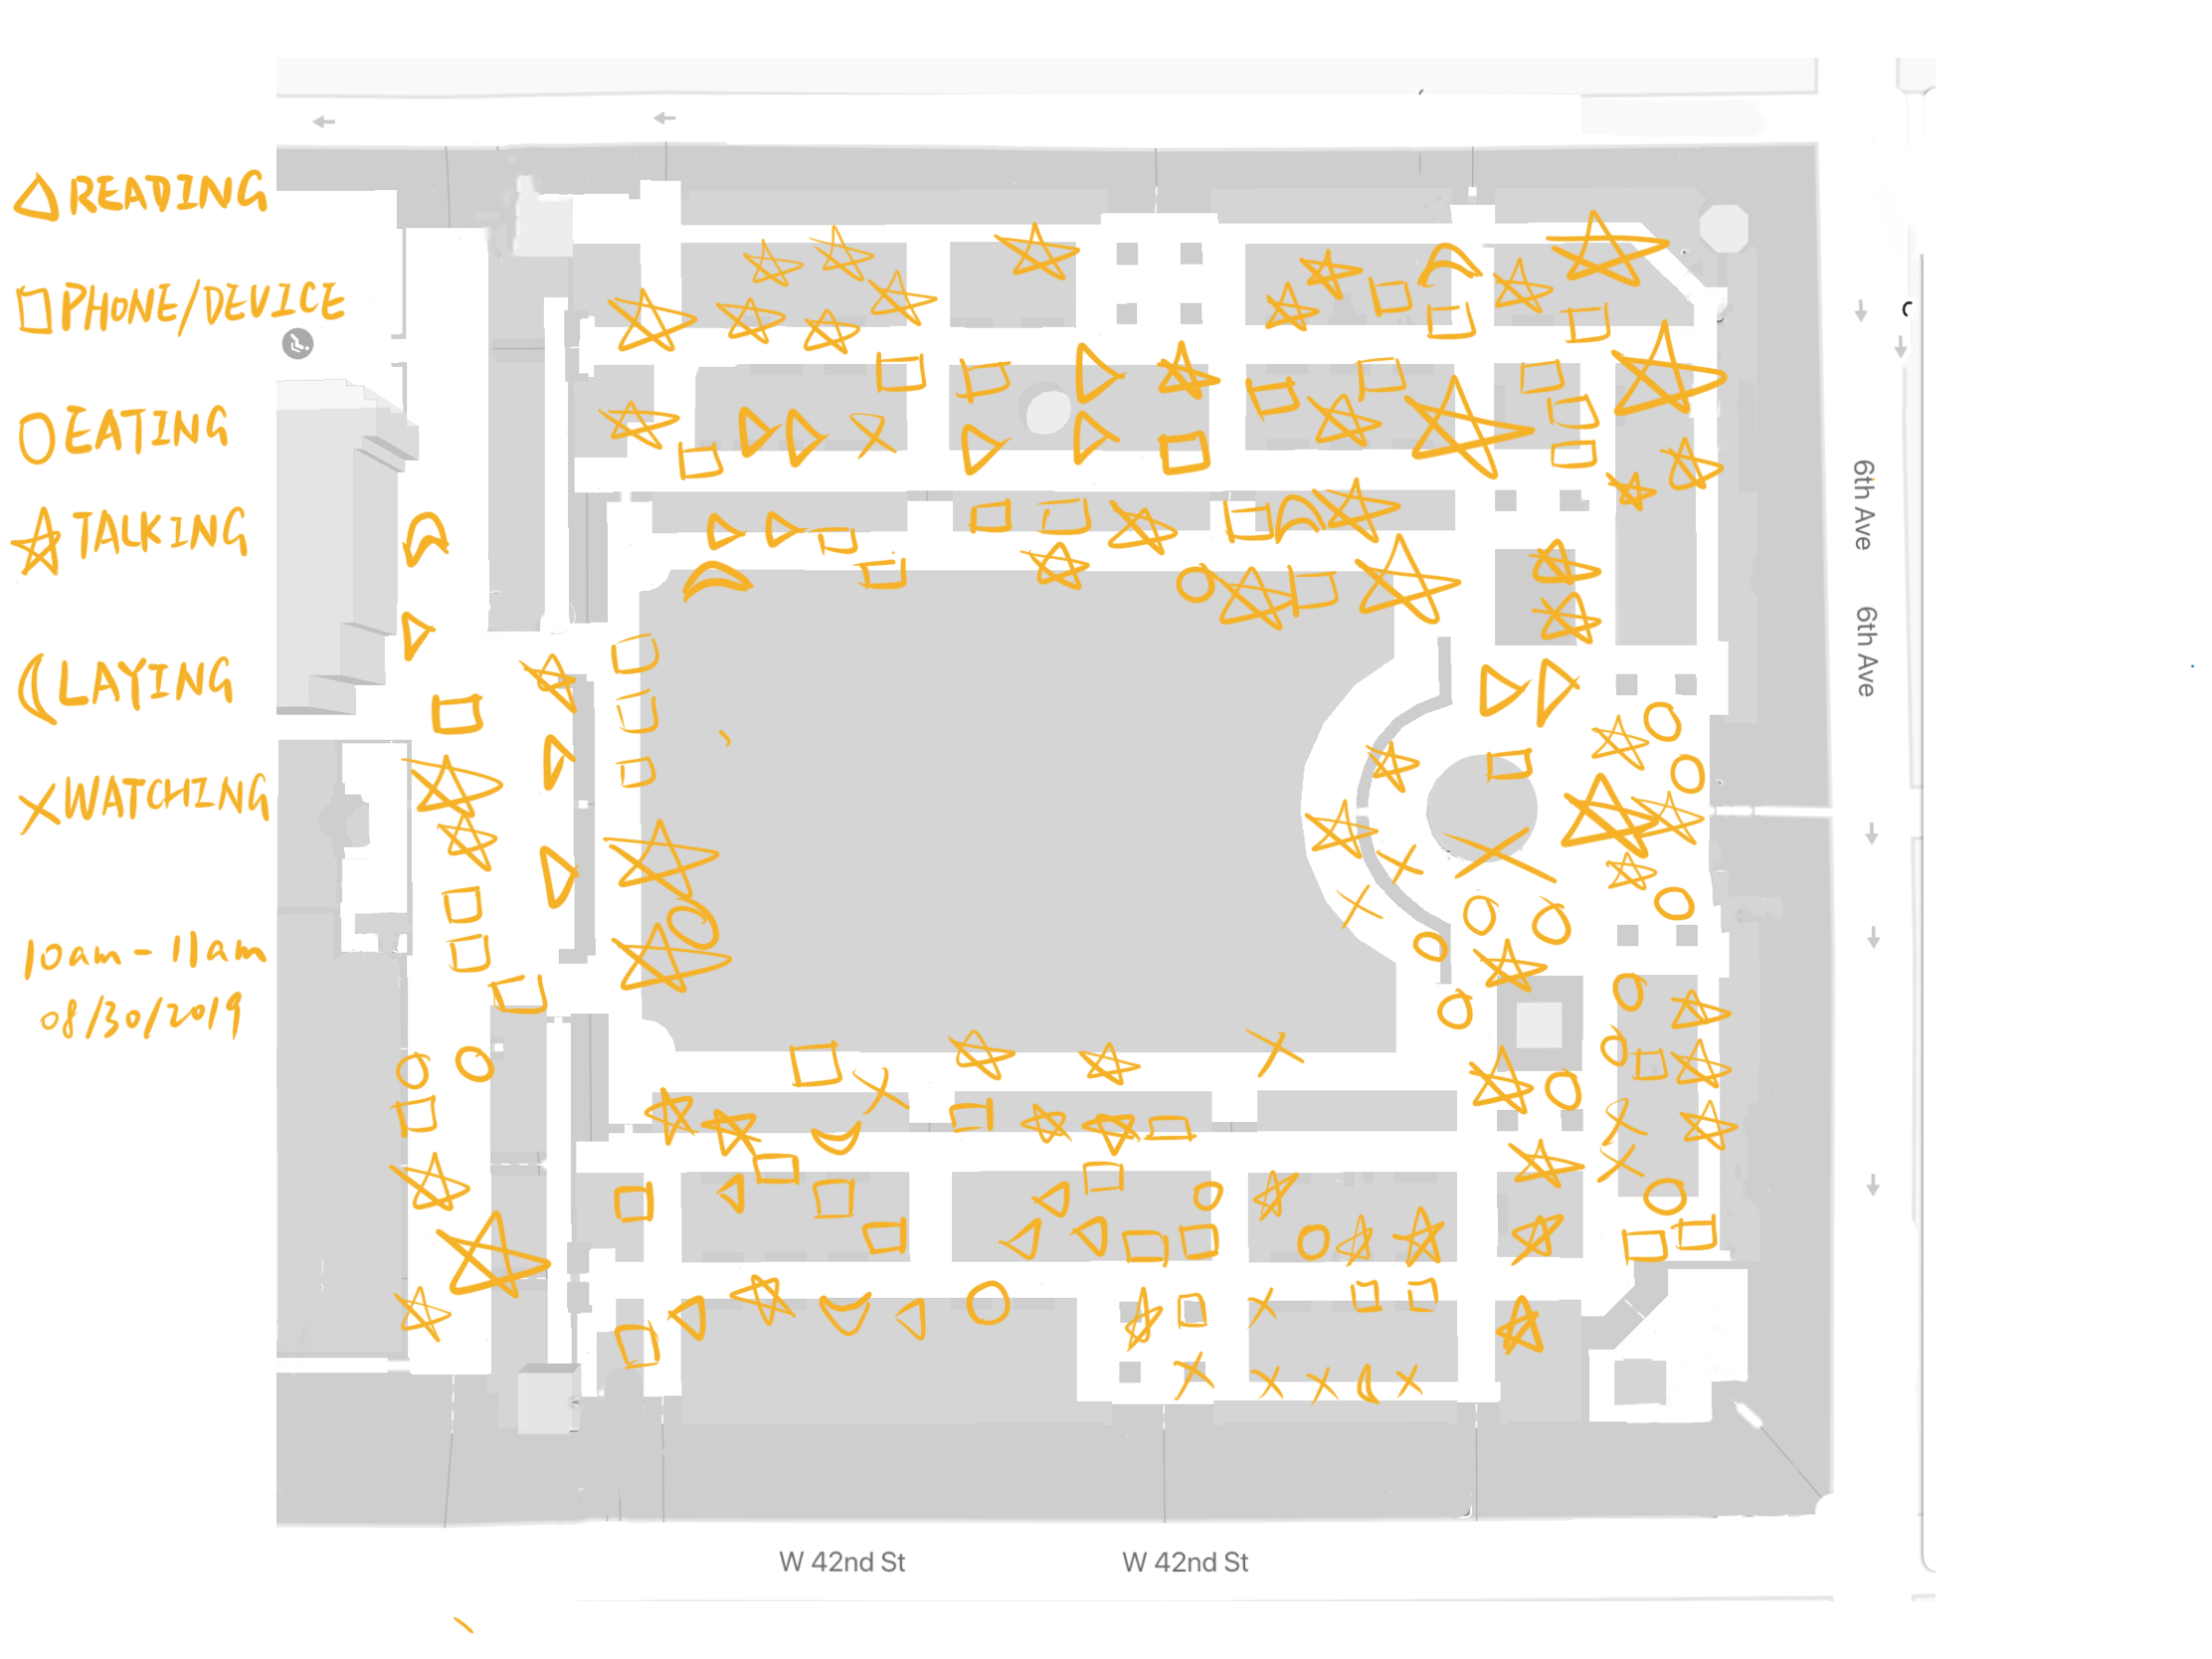 READING
PHONE/DEVICE
EATING
TALKING
LAYING
WATCHING
10am-11am
08/30/2019
6th Ave
6th Ave
W 42nd St
W 42nd St